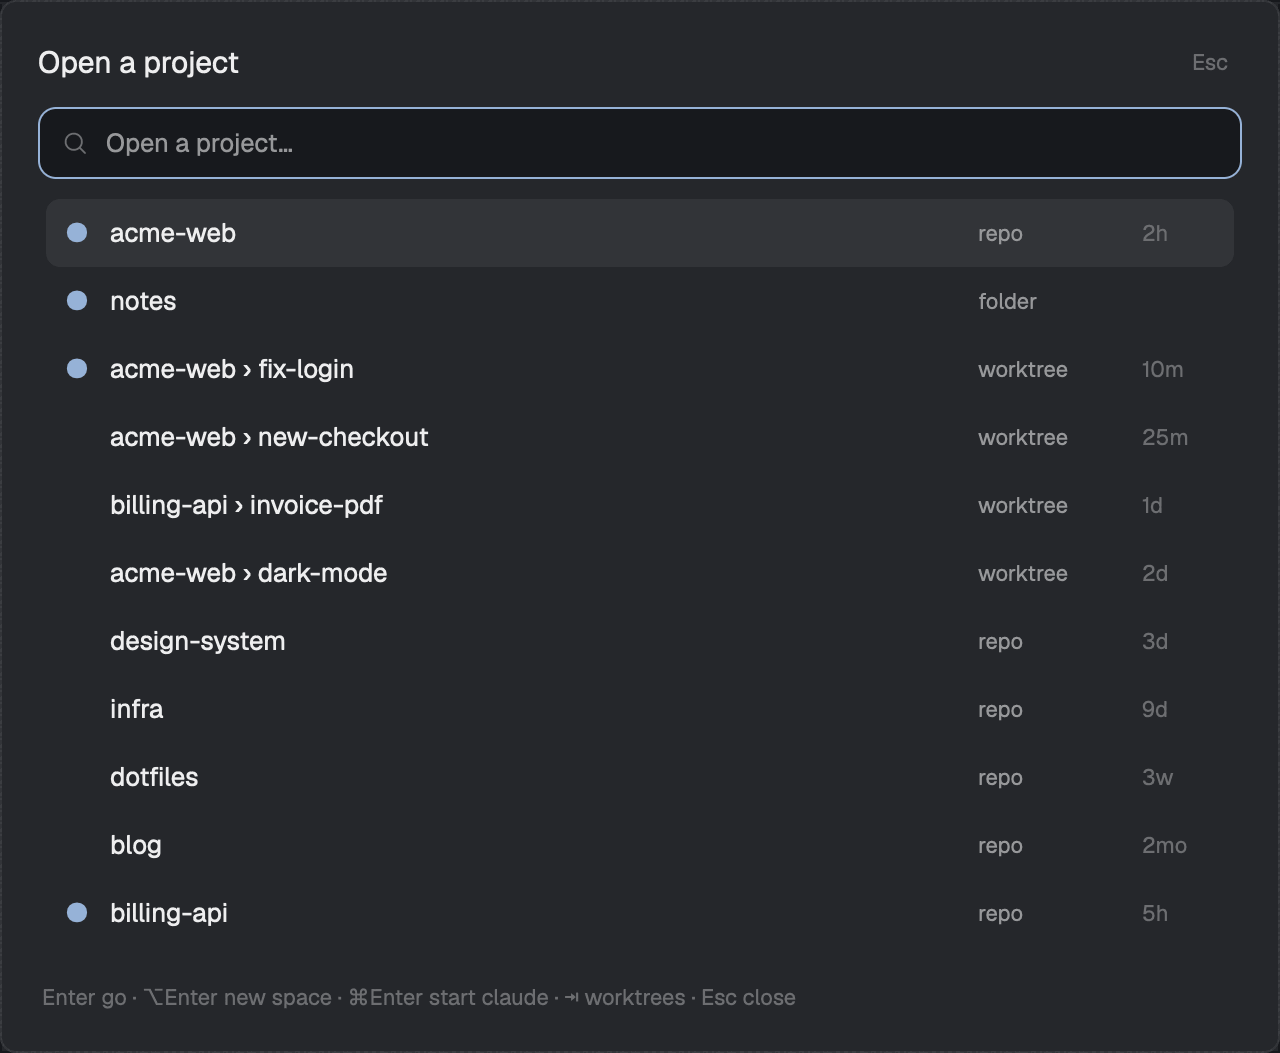 Open a project Esc
Open a project...
acme-web repo 2h
notes folder
acme-web › fix-login worktree 10m
acme-web › new-checkout worktree 25m
billing-api › invoice-pdf worktree 1d
acme-web › dark-mode worktree 2d
design-system repo 3d
infra repo 9d
dotfiles repo 3w
blog repo 2mo
billing-api repo 5h
Enter go · ⌥Enter new space · ⌘Enter start claude · ⇥ worktrees · Esc close